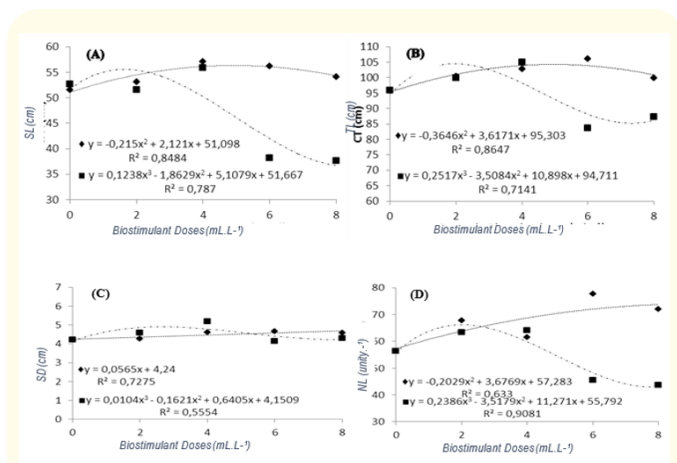 (A)
60
55
50
45
40
35
30
SL (cm)
y = -0,215x² + 2,121x + 51,098
R² = 0,8484
y = 0,1238x³ - 1,8629x² + 5,1079x + 51,667
R² = 0,787
0 2 4 6 8
Biostimulant Doses (mL.L-¹)
(B)
110
105
100
95
90
85
80
75
70
65
60
TL (cm)
CT (cm)
y = -0,3646x² + 3,6171x + 95,303
R² = 0,8647
y = 0,2517x³ - 3,5084x² + 10,898x + 94,711
R² = 0,7141
0 2 4 6 8
Biostimulant Doses (mL.L-¹)
(C)
7
6
5
4
3
2
1
0
SD (cm)
y = 0,0565x + 4,24
R² = 0,7275
y = 0,0104x³ - 0,1621x² + 0,6405x + 4,1509
R² = 0,5554
0 2 4 6 8
Biostimulant Doses (mL.L-¹)
(D)
80
70
60
50
40
30
NL (unity.-¹)
y = -0,2029x² + 3,6769x + 57,283
R² = 0,633
y = 0,2386x³ - 3,5179x² + 11,271x + 55,792
R² = 0,9081
0 2 4 6 8
Biostimulant Doses (mL.L-¹)